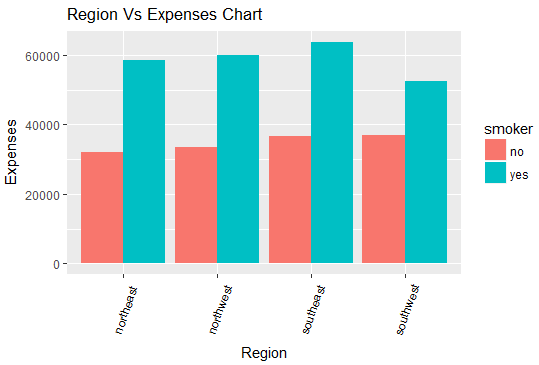 Region Vs Expenses Chart
60000
40000
20000
0
Expenses
northeast
northwest
southeast
southwest
Region
smoker
no
yes